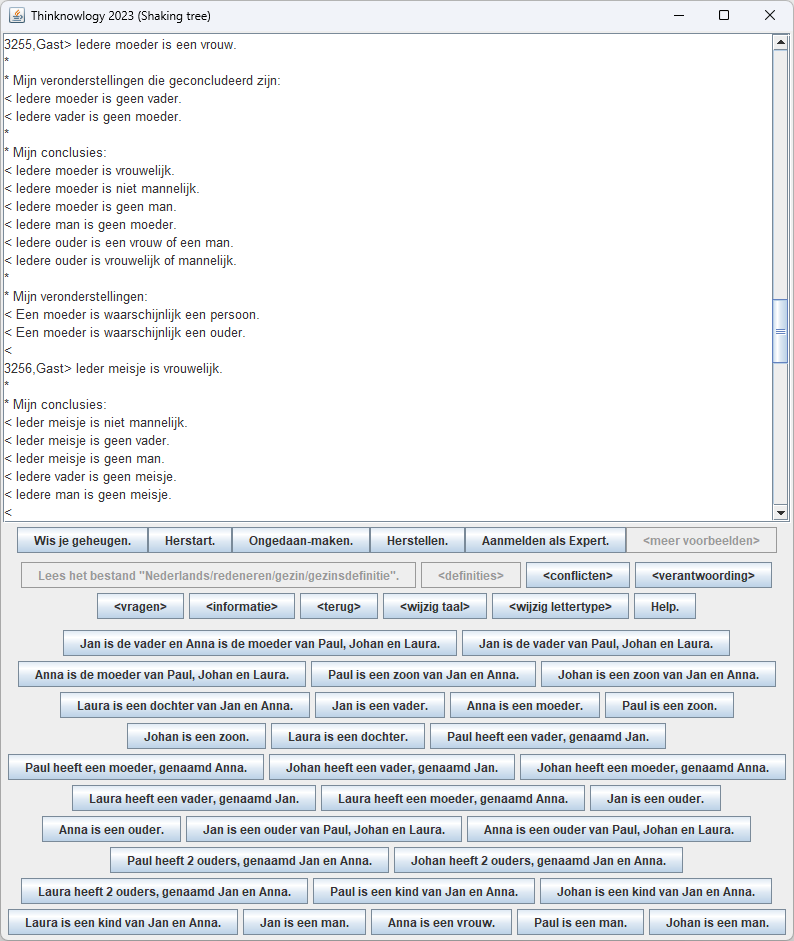 Thinknowlogy 2023 (Shaking tree)
3255,Gast> Iedere moeder is een vrouw.
*
* Mijn veronderstellingen die geconcludeerd zijn:
< Iedere moeder is geen vader.
< Iedere vader is geen moeder.
*
* Mijn conclusies:
< Iedere moeder is vrouwelijk.
< Iedere moeder is niet mannelijk.
< Iedere moeder is geen man.
< Iedere man is geen moeder.
< Iedere ouder is een vrouw of een man.
< Iedere ouder is vrouwelijk of mannelijk.
*
* Mijn veronderstellingen:
< Een moeder is waarschijnlijk een persoon.
< Een moeder is waarschijnlijk een ouder.
<
3256,Gast> Ieder meisje is vrouwelijk.
*
* Mijn conclusies:
< Ieder meisje is niet mannelijk.
< Ieder meisje is geen vader.
< Ieder meisje is geen man.
< Iedere vader is geen meisje.
< Iedere man is geen meisje.
<
Wis je geheugen. Herstart. Ongedaan-maken. Herstellen. Aanmelden als Expert. <meer voorbeelden>
Lees het bestand "Nederlands/redeneren/gezin/gezinsdefinitie". <definities> <conflicten> <verantwoording>
<vragen> <informatie> <terug> <wijzig taal> <wijzig lettertype> Help.
Jan is de vader en Anna is de moeder van Paul, Johan en Laura. Jan is de vader van Paul, Johan en Laura.
Anna is de moeder van Paul, Johan en Laura. Paul is een zoon van Jan en Anna. Johan is een zoon van Jan en Anna.
Laura is een dochter van Jan en Anna. Jan is een vader. Anna is een moeder. Paul is een zoon.
Johan is een zoon. Laura is een dochter. Paul heeft een vader, genaamd Jan.
Paul heeft een moeder, genaamd Anna. Johan heeft een vader, genaamd Jan. Johan heeft een moeder, genaamd Anna.
Laura heeft een vader, genaamd Jan. Laura heeft een moeder, genaamd Anna. Jan is een ouder.
Anna is een ouder. Jan is een ouder van Paul, Johan en Laura. Anna is een ouder van Paul, Johan en Laura.
Paul heeft 2 ouders, genaamd Jan en Anna. Johan heeft 2 ouders, genaamd Jan en Anna.
Laura heeft 2 ouders, genaamd Jan en Anna. Paul is een kind van Jan en Anna. Johan is een kind van Jan en Anna.
Laura is een kind van Jan en Anna. Jan is een man. Anna is een vrouw. Paul is een man. Johan is een man.